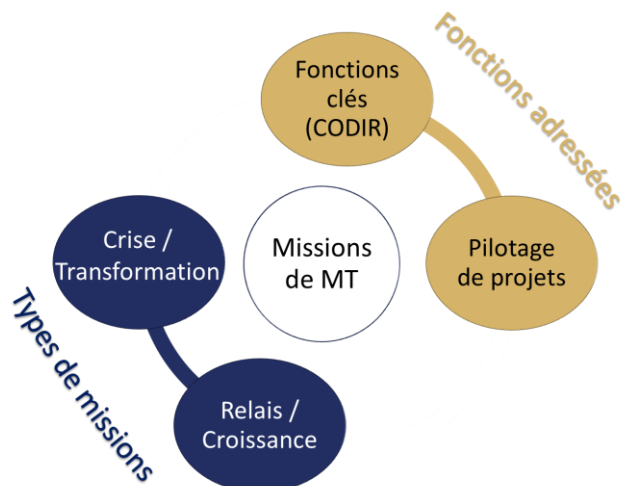 Fonctions
clés
(CODIR)
Fonctions adressées
Crise /
Transformation
Missions
de MT
Pilotage
de projets
Types de missions
Relais /
Croissance